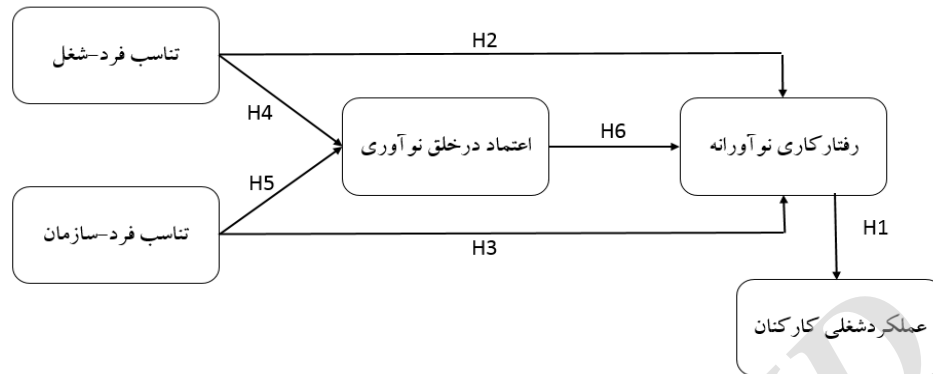 تناسب فرد-شغل
H2
H4
اعتماد درخلق نوآوری
H6
رفتارکاری نوآورانه
H5
تناسب فرد-سازمان
H3
H1
عملکردشغلی کارکنان